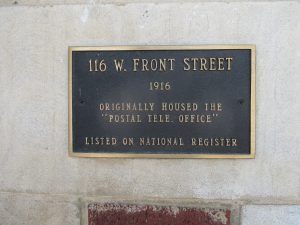 116 W. FRONT STREET
1916
ORIGINALLY HOUSED THE
"POSTAL TELE. OFFICE"
LISTED ON NATIONAL REGISTER